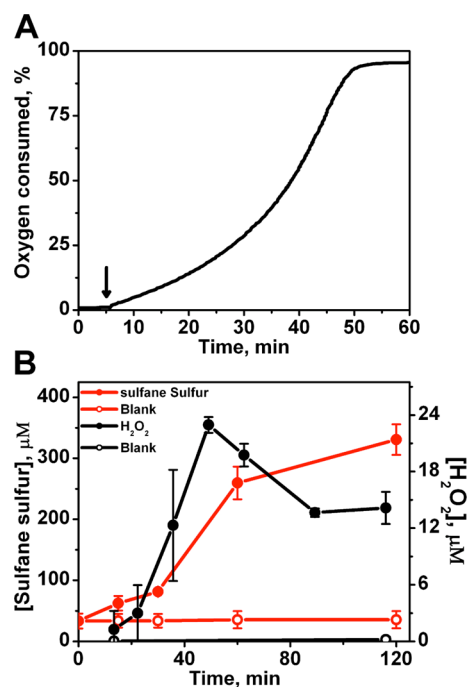 A
Oxygen consumed, %
100
75
50
25
0
0 10 20 30 40 50 60
Time, min
B
[Sulfane sulfur], μM
400
300
200
100
0
sulfane Sulfur
Blank
H₂O₂
Blank
24
18
12
6
0
[H₂O₂], μM
0 40 80 120
Time, min